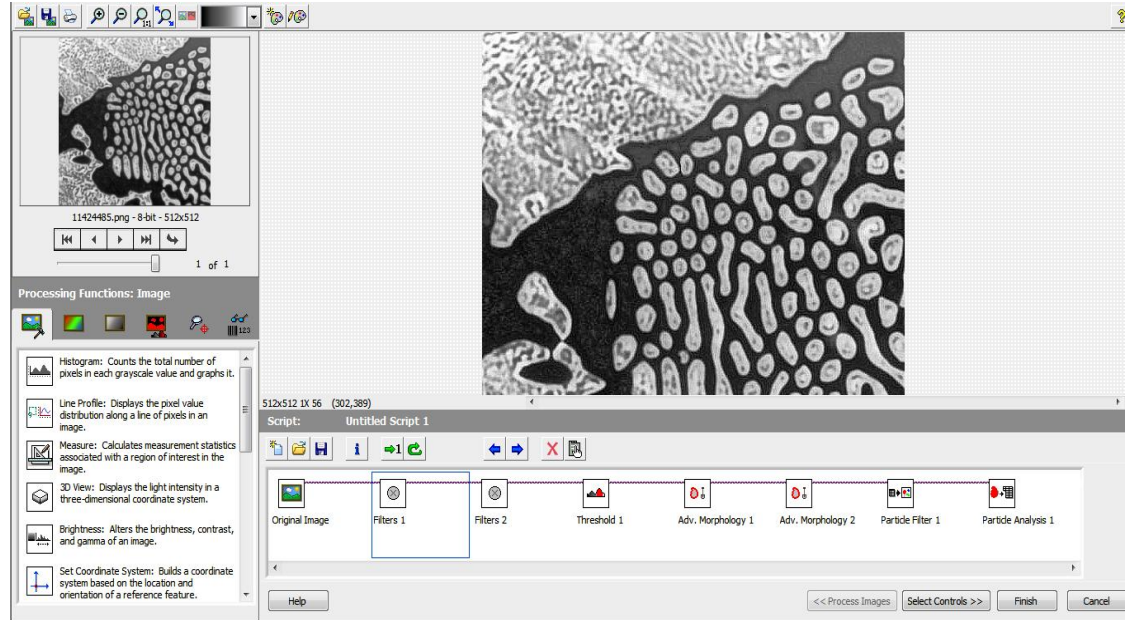 1:1
11424485.png - 8-bit - 512x512
1 of 1
Processing Functions: Image
123
Histogram: Counts the total number of
pixels in each grayscale value and graphs it.
Line Profile: Displays the pixel value
distribution along a line of pixels in an
image.
Measure: Calculates measurement statistics
associated with a region of interest in the
image.
3D View: Displays the light intensity in a
three-dimensional coordinate system.
Brightness: Alters the brightness, contrast,
and gamma of an image.
Set Coordinate System: Builds a coordinate
system based on the location and
orientation of a reference feature.
512x512 1X 56 (302,389)
Script: Untitled Script 1
i
1
Original Image
Filters 1
Filters 2
Threshold 1
Adv. Morphology 1
Adv. Morphology 2
Particle Filter 1
Particle Analysis 1
Help
<< Process Images
Select Controls >>
Finish
Cancel